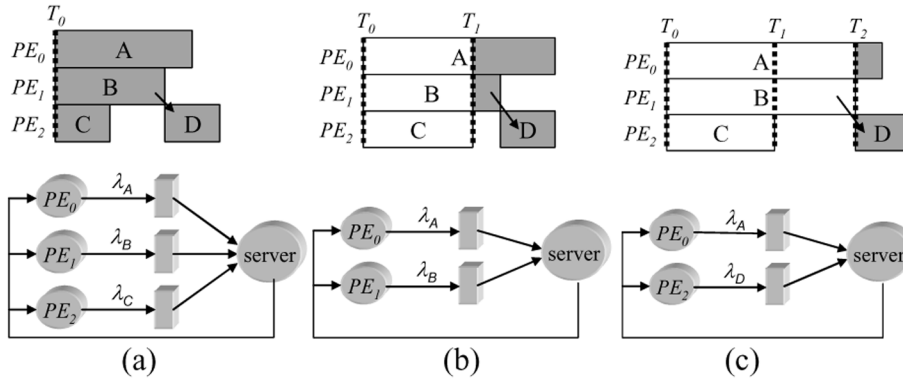 T0
PE0 A
PE1 B
PE2 C D
PE0 λA
PE1 λB server
PE2 λC
(a)
T0 T1
PE0 A
PE1 B
PE2 C D
PE0 λA
server
PE1 λB
(b)
T0 T1 T2
PE0 A
PE1 B
PE2 C D
PE0 λA
server
PE2 λD
(c)